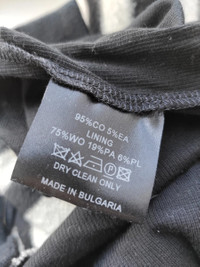 95%CO 5%EA
LINING
75%WO 19%PA 6%PL
DRY CLEAN ONLY
MADE IN BULGARIA